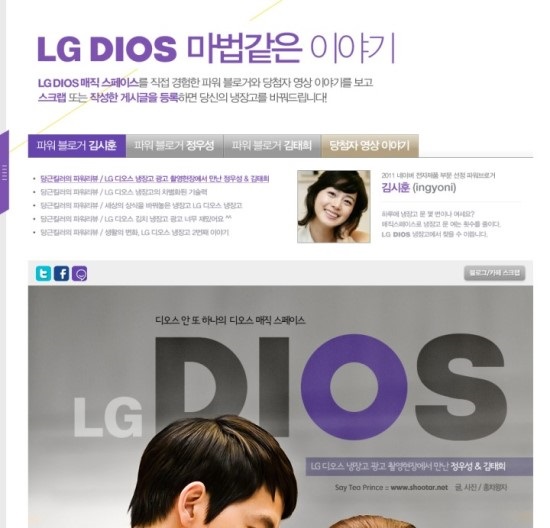 LG DIOS 마법같은 이야기
LG DIOS 매직 스페이스를 직접 경험한 파워 블로거와 당첨자 영상 이야기를 보고
스크랩 또는 작성한 게시글을 등록하면 당신의 냉장고를 바꿔드립니다!
파워 블로거 김시훈 파워 블로거 정우성 파워 블로거 김태희 당첨자 영상 이야기
• 당근킬러의 파워리뷰 / LG 디오스 냉장고 광고 촬영현장에서 만난 정우성 & 김태희
• 당근킬러의 파워리뷰 / LG 디오스 냉장고의 차별화된 기술력
• 당근킬러의 파워리뷰 / 세상의 상식을 바꿔놓은 냉장고 LG 디오스 냉장고
• 당근킬러의 파워리뷰 / LG 디오스 김치 냉장고 광고 너무 재밌어요 ^^
• 당근킬러의 파워리뷰 / 생활의 변화, LG 디오스 냉장고 2번째 이야기
2011 네이버 전자제품 부문 선정 파워브로거
김시훈 (ingyoni)
하루에 냉장고 문 몇 번이나 여세요?
매직스페이스로 냉장고 문 여는 횟수를 줄이다.
LG DIOS 냉장고에서 찾을 수 이습니다.
블로그/카페 스크랩
디오스 안 또 하나의 디오스 매직 스페이스
LG DIOS
LG 디오스 냉장고 광고 촬영현장에서 만난 정우성 & 김태희
Say Tea Prince :: www.shootar.net 글, 사진 / 홍차왕자